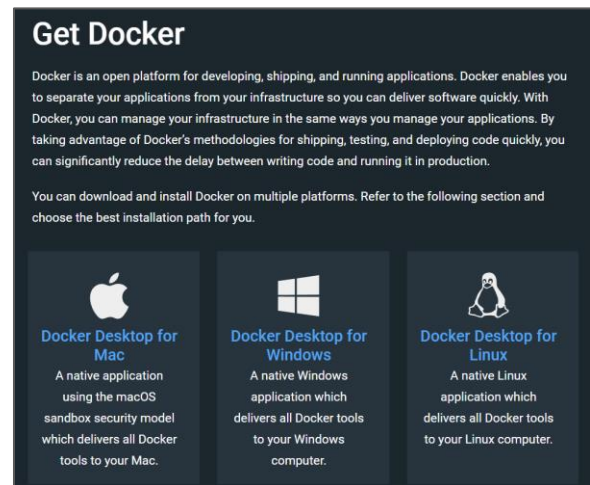 Get Docker
Docker is an open platform for developing, shipping, and running applications. Docker enables you
to separate your applications from your infrastructure so you can deliver software quickly. With
Docker, you can manage your infrastructure in the same ways you manage your applications. By
taking advantage of Docker's methodologies for shipping, testing, and deploying code quickly, you
can significantly reduce the delay between writing code and running it in production.
You can download and install Docker on multiple platforms. Refer to the following section and
choose the best installation path for you.
Docker Desktop for
Mac
A native application
using the macOS
sandbox security model
which delivers all Docker
tools to your Mac.
Docker Desktop for
Windows
A native Windows
application which
delivers all Docker tools
to your Windows
computer.
Docker Desktop for
Linux
A native Linux
application which
delivers all Docker tools
to your Linux computer.